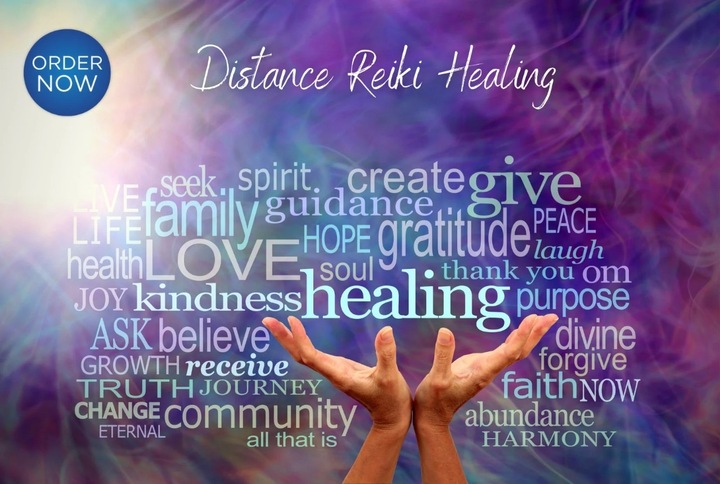 ORDER
NOW
Distance Reiki Healing
seek spirit create give
LIVE family guidance
LIFE HOPE gratitude PEACE
health LOVE soul laugh
thank you om
JOY kindness healing purpose
ASK believe divine
GROWTH receive forgive
TRUTH JOURNEY faith NOW
CHANGE community abundance
ETERNAL all that is HARMONY